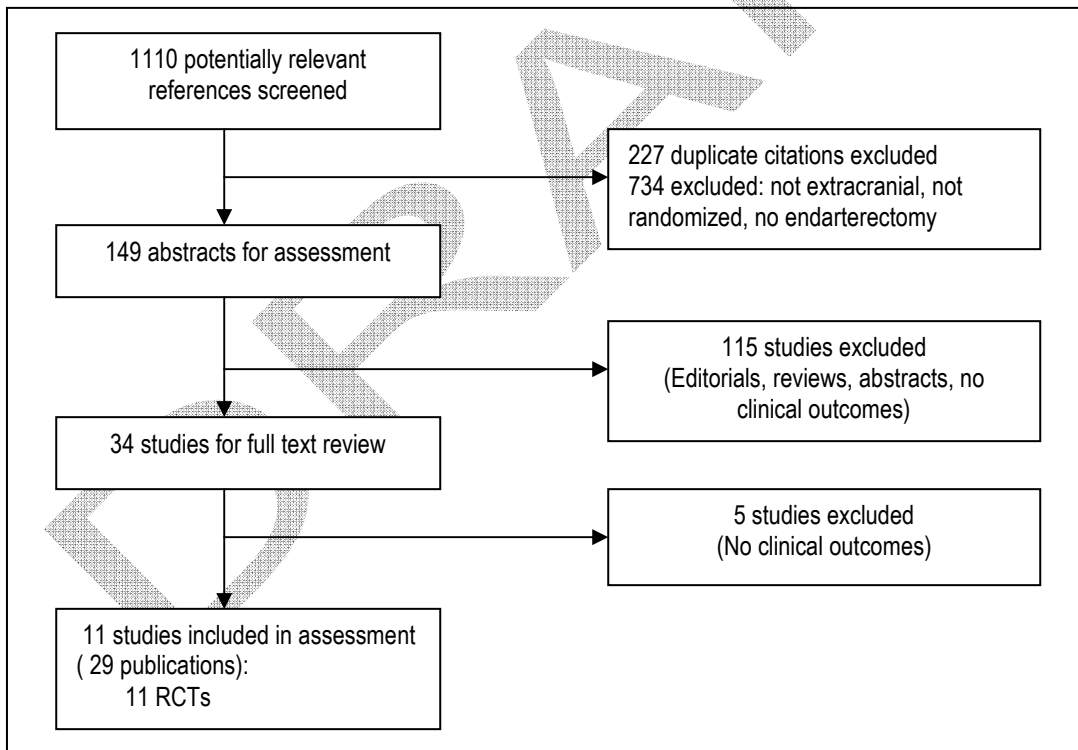 1110 potentially relevant
references screened
227 duplicate citations excluded
734 excluded: not extracranial, not
randomized, no endarterectomy
149 abstracts for assessment
115 studies excluded
(Editorials, reviews, abstracts, no
clinical outcomes)
34 studies for full text review
5 studies excluded
(No clinical outcomes)
11 studies included in assessment
( 29 publications):
11 RCTs
DRA